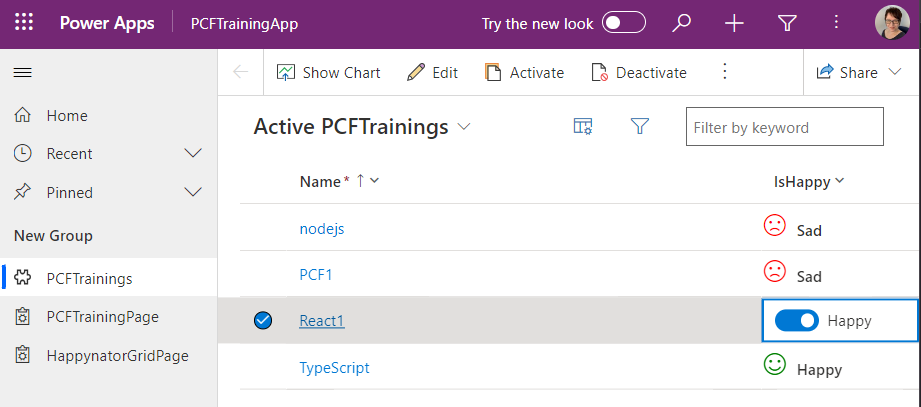 Power Apps PCFTrainingApp Try the new look
Show Chart Edit Activate Deactivate Share
Home
Recent
Pinned
New Group
PCFTrainings
PCFTrainingPage
HappynatorGridPage
Active PCFTrainings Filter by keyword
Name* ↑ IsHappy
nodejs Sad
PCF1 Sad
React1 Happy
TypeScript Happy